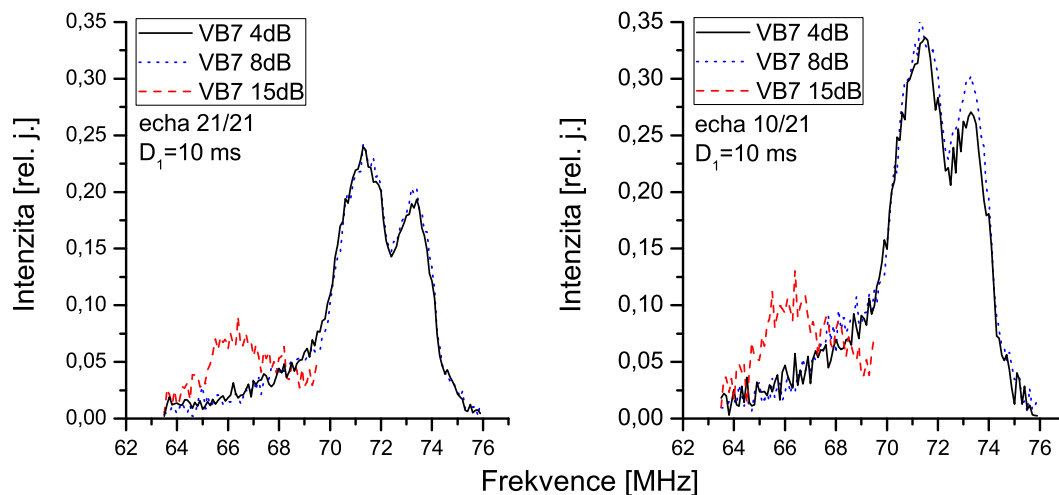 0,35
0,30
0,25
0,20
0,15
0,10
0,05
0,00
Intenzita [rel. j.]
VB7 4dB
VB7 8dB
VB7 15dB
echa 21/21
D1=10 ms
62 64 66 68 70 72 74 76
0,35
0,30
0,25
0,20
0,15
0,10
0,05
0,00
Intenzita [rel. j.]
VB7 4dB
VB7 8dB
VB7 15dB
echa 10/21
D1=10 ms
62 64 66 68 70 72 74 76
Frekvence [MHz]